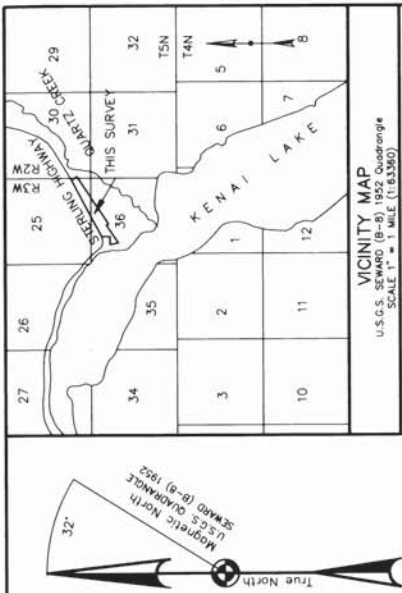 27
26
25
R3W
R2W
30
29
STERLING HIGHWAY
QUARTZ CREEK
THIS SURVEY
34
35
36
31
32
T5N
T4N
3
2
1
6
5
8
KENAI LAKE
10
11
12
7
VICINITY MAP
U.S.G.S. SEWARD (B-8) 1952 Quadrangle
SCALE 1" = 1 MILE (1:63360)
32°
True North
Magnetic North
U.S.G.S. QUADRANGLE
SEWARD (B-8) 1952